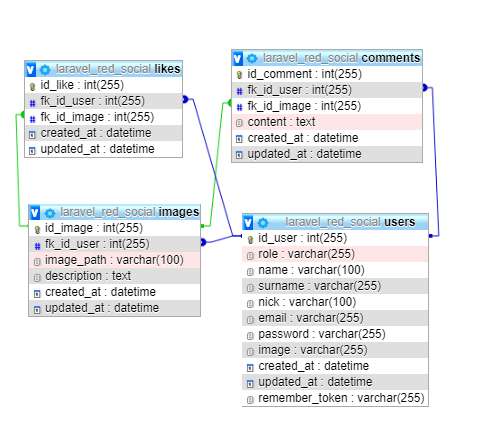 laravel_red_social likes
id_like : int(255)
fk_id_user : int(255)
fk_id_image : int(255)
created_at : datetime
updated_at : datetime
laravel_red_social comments
id_comment : int(255)
fk_id_user : int(255)
fk_id_image : int(255)
content : text
created_at : datetime
updated_at : datetime
laravel_red_social images
id_image : int(255)
fk_id_user : int(255)
image_path : varchar(100)
description : text
created_at : datetime
updated_at : datetime
laravel_red_social users
id_user : int(255)
role : varchar(255)
name : varchar(100)
surname : varchar(255)
nick : varchar(100)
email : varchar(255)
password : varchar(255)
image : varchar(255)
created_at : datetime
updated_at : datetime
remember_token : varchar(255)